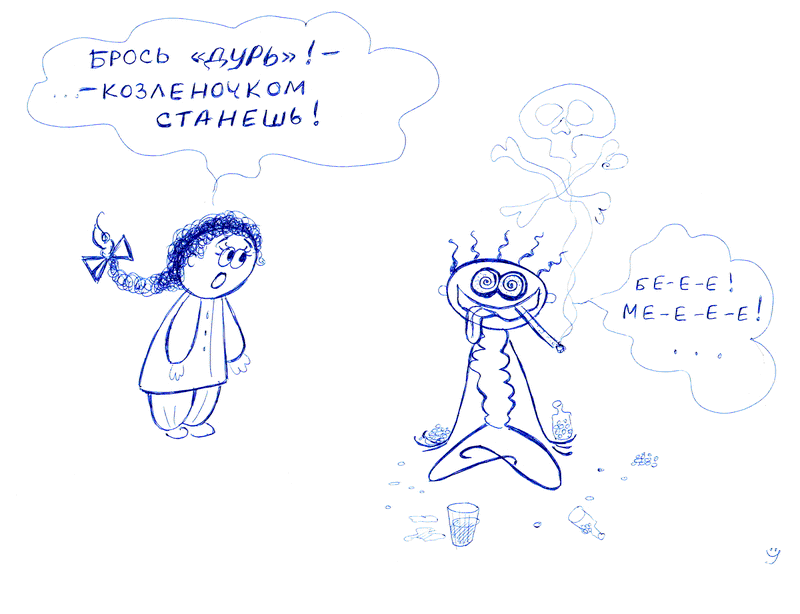 БРОСЬ «ДУРЬ»!-
...-КОЗЛЕНОЧКОМ
СТАНЕШЬ!
БЕ-Е-Е!
МЕ-Е-Е-Е!
...